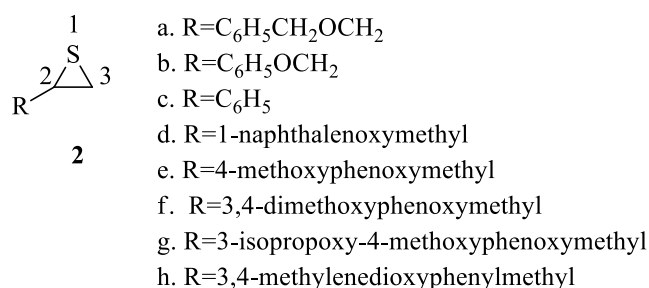 1
S
2 3
R
2
a. R=C₆H₅CH₂OCH₂
b. R=C₆H₅OCH₂
c. R=C₆H₅
d. R=1-naphthalenoxymethyl
e. R=4-methoxyphenoxymethyl
f. R=3,4-dimethoxyphenoxymethyl
g. R=3-isopropoxy-4-methoxyphenoxymethyl
h. R=3,4-methylenedioxyphenylmethyl